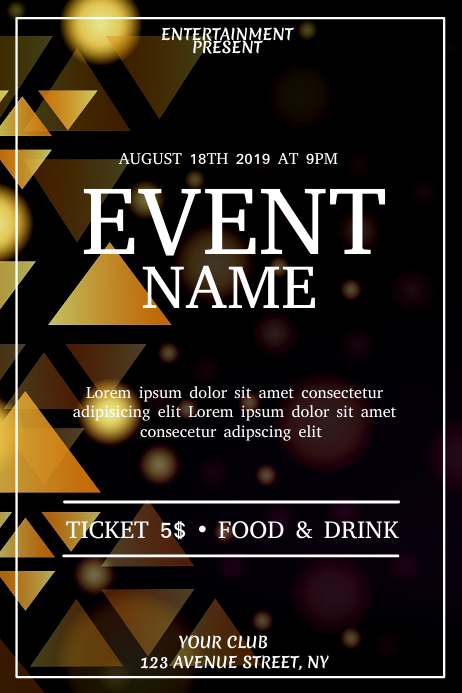 ENTERTAINMENT
PRESENT
AUGUST 18TH 2019 AT 9PM
EVENT
NAME
Lorem ipsum dolor sit amet consectetur
adipisicing elit Lorem ipsum dolor sit amet
consecetur adipscing elit
TICKET 5$ • FOOD & DRINK
YOUR CLUB
123 AVENUE STREET, NY